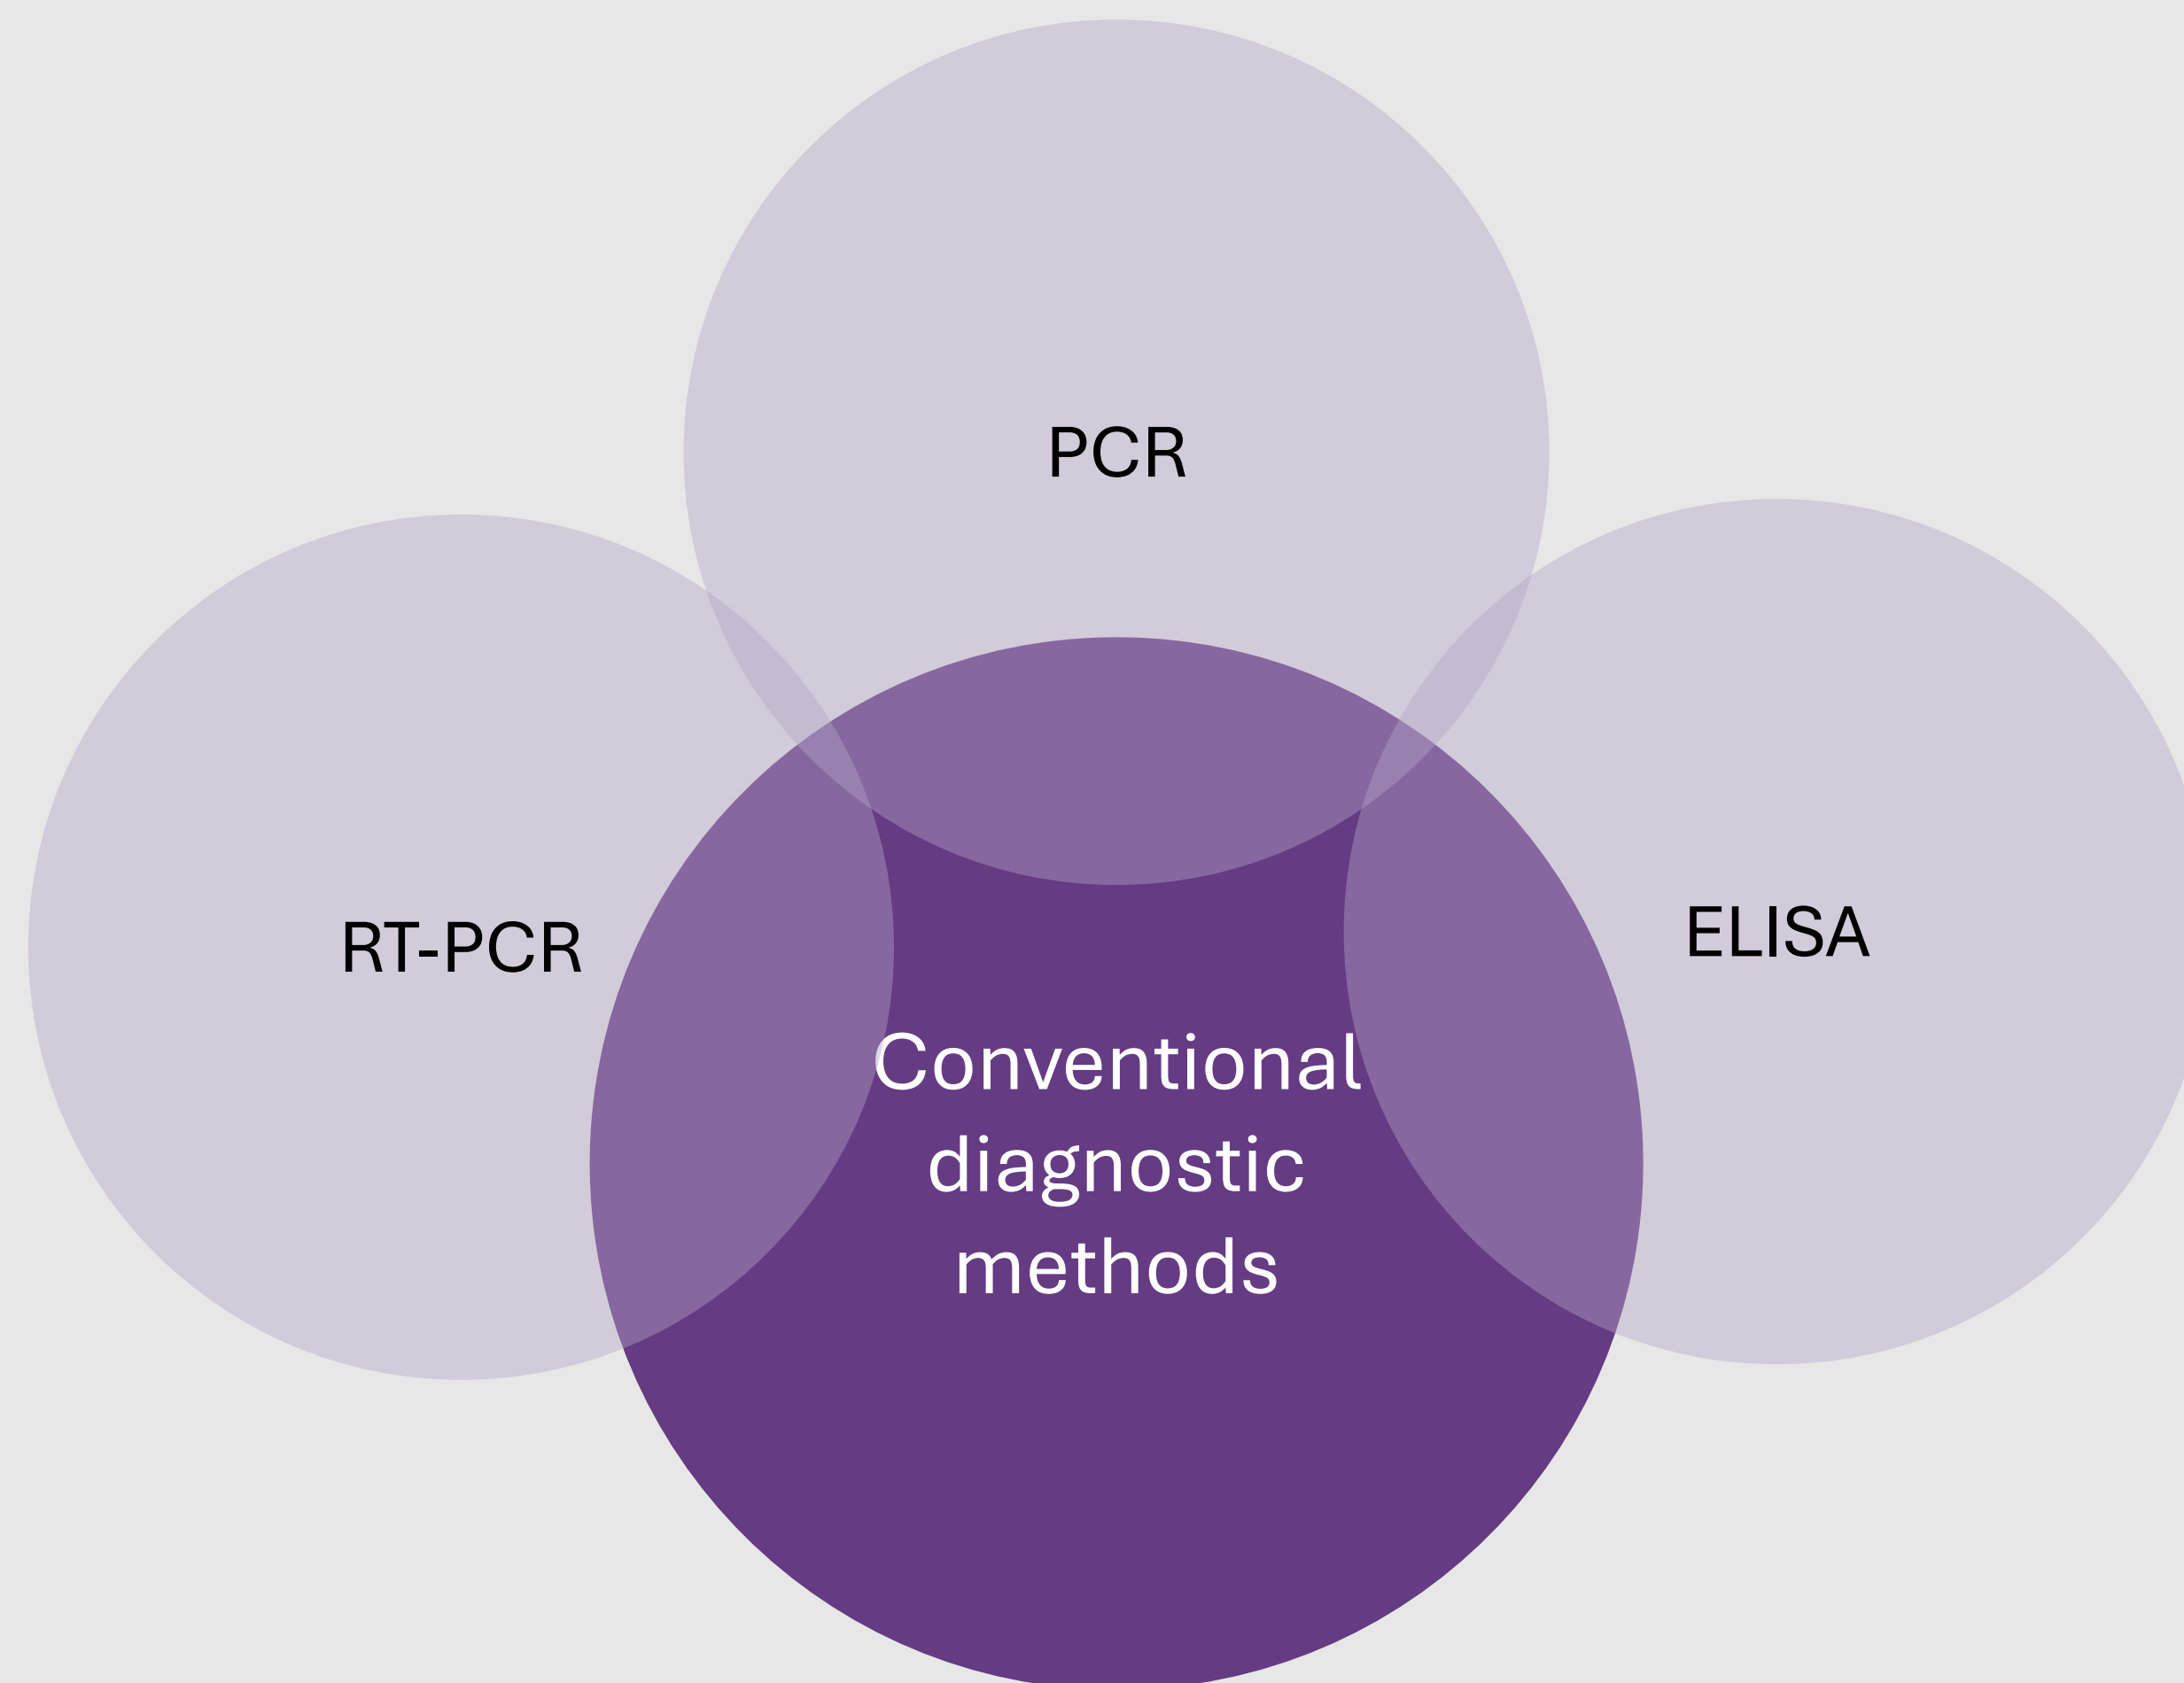 PCR
RT-PCR
ELISA
Conventional
diagnostic
methods